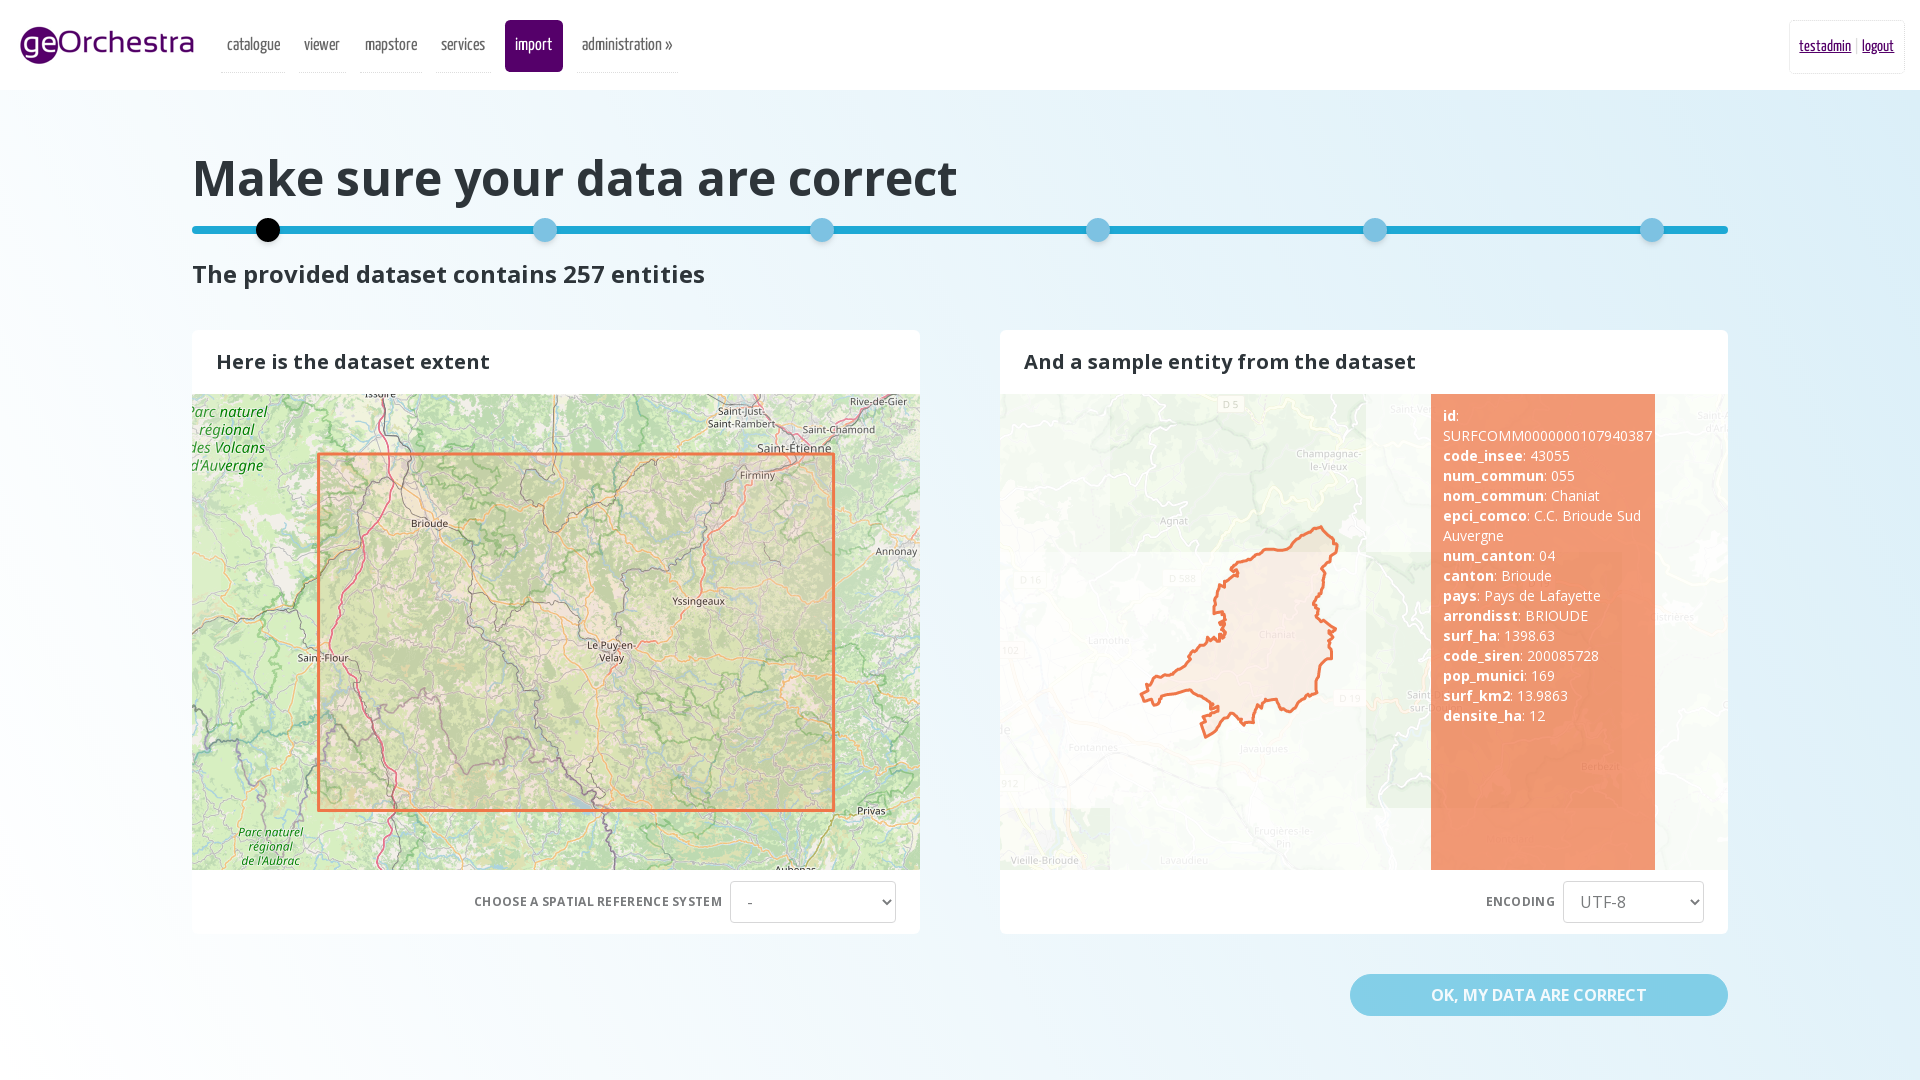 geOrchestra
catalogue
viewer
mapstore
services
import
administration »
testadmin | logout
Make sure your data are correct
The provided dataset contains 257 entities
Here is the dataset extent
Issoire
Parc naturel
régional
des Volcans
d'Auvergne
Saint-Just-
Saint-Rambert
Rive-de-Gier
Saint-Chamond
Saint-Étienne
Firminy
Brioude
Annonay
Yssingeaux
Le Puy-en-
Velay
Saint-Flour
Privas
Parc naturel
régional
de l'Aubrac
Aubenas
CHOOSE A SPATIAL REFERENCE SYSTEM
-
And a sample entity from the dataset
D 5
Champagnac-
le-Vieux
Agnat
D 16
D 588
Lamothe
Chaniat
102
D 19
Fontannes
Javaugues
912
Frugières-le-
Pin
Vieille-Brioude
Lavaudieu
id:
SURFCOMM0000000107940387
code_insee: 43055
num_commun: 055
nom_commun: Chaniat
epci_comco: C.C. Brioude Sud
Auvergne
num_canton: 04
canton: Brioude
pays: Pays de Lafayette
arrondisst: BRIOUDE
surf_ha: 1398.63
code_siren: 200085728
pop_munici: 169
surf_km2: 13.9863
densite_ha: 12
ENCODING
UTF-8
OK, MY DATA ARE CORRECT